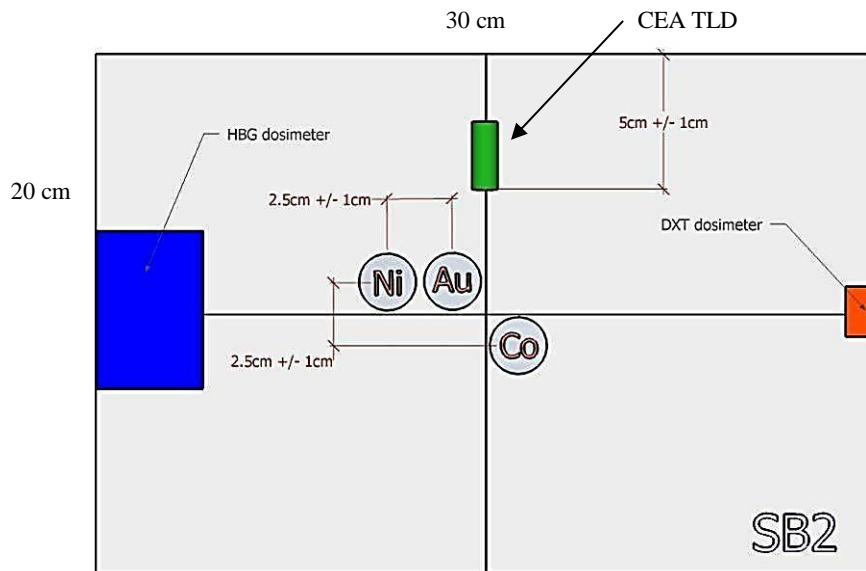 30 cm
CEA TLD
HBG dosimeter
5cm +/- 1cm
20 cm
2.5cm +/- 1cm
DXT dosimeter
Ni
Au
Co
2.5cm +/- 1cm
SB2